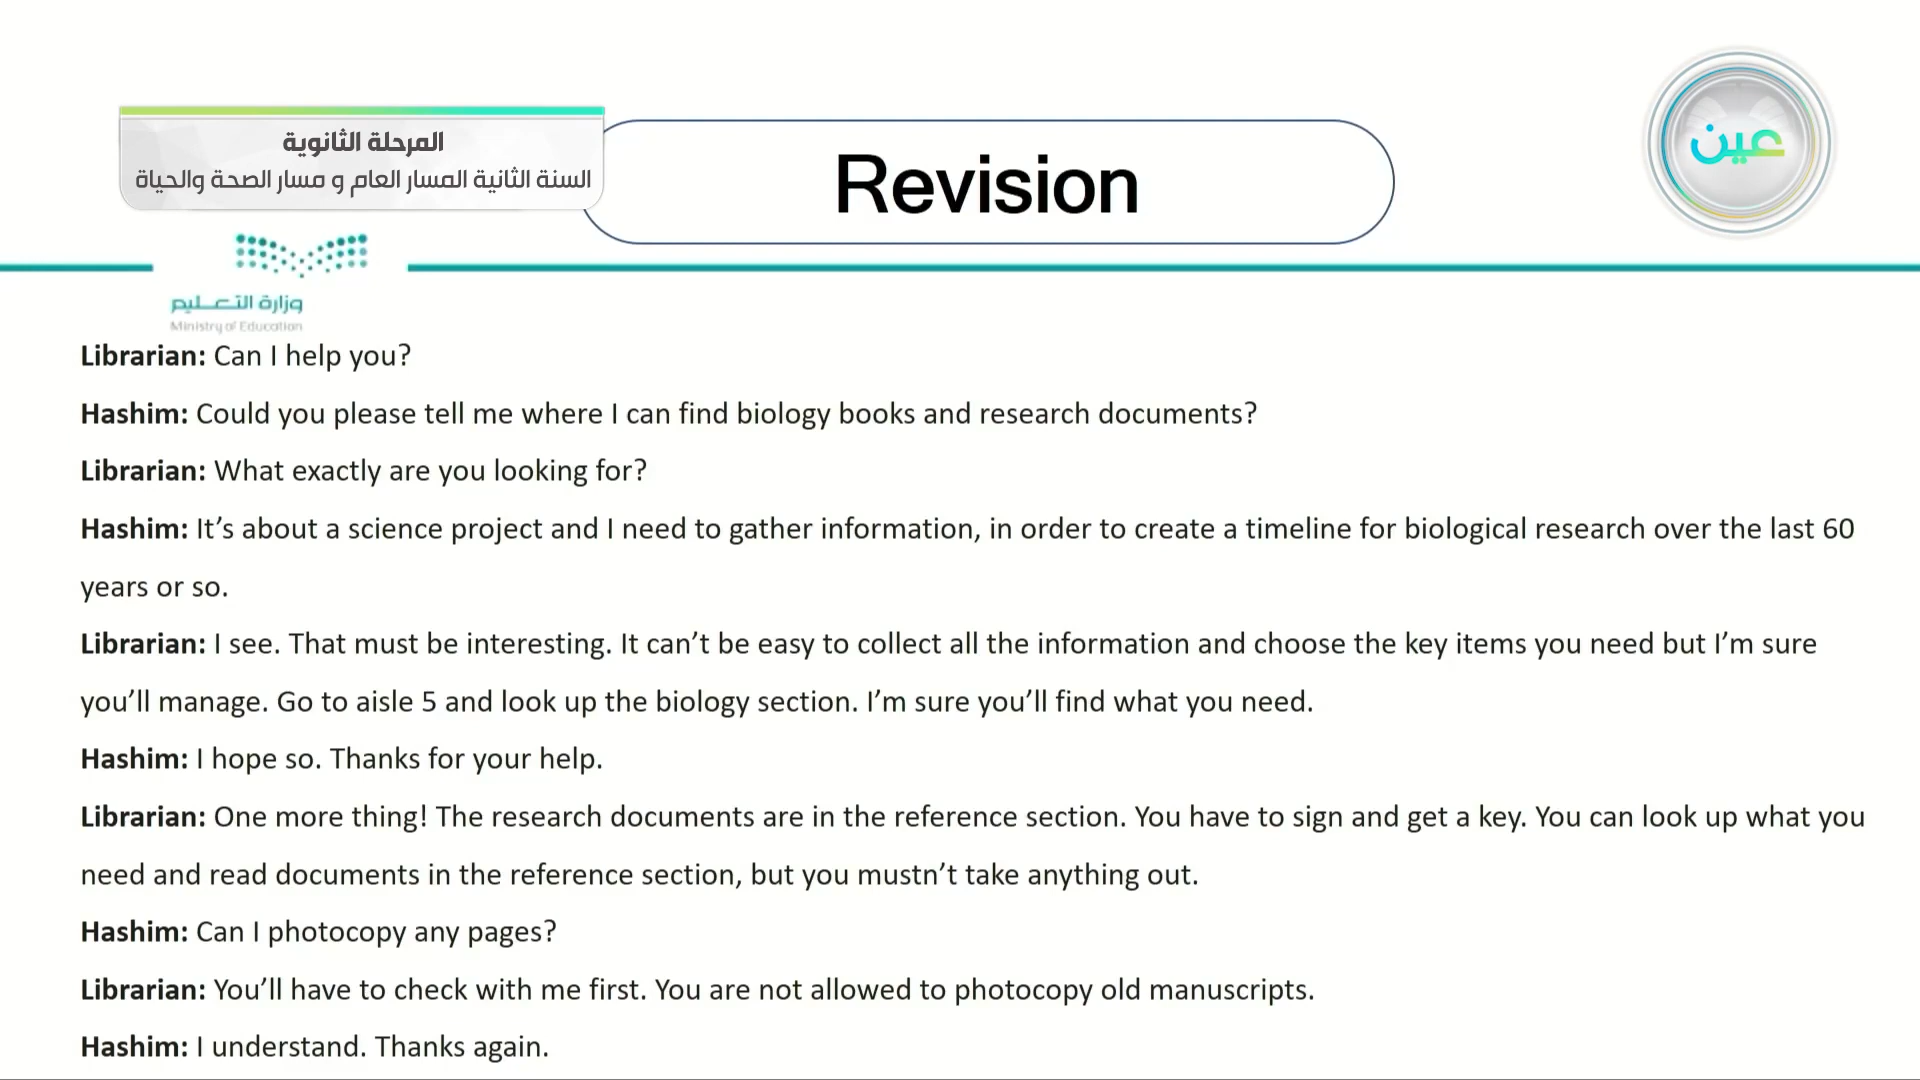 المرحلة الثانوية
السنة الثانية المسار العام و مسار الصحة والحياة
Revision
عين
وزارة التعليم
Ministry of Education
Librarian: Can I help you?
Hashim: Could you please tell me where I can find biology books and research documents?
Librarian: What exactly are you looking for?
Hashim: It’s about a science project and I need to gather information, in order to create a timeline for biological research over the last 60
years or so.
Librarian: I see. That must be interesting. It can’t be easy to collect all the information and choose the key items you need but I’m sure
you’ll manage. Go to aisle 5 and look up the biology section. I’m sure you’ll find what you need.
Hashim: I hope so. Thanks for your help.
Librarian: One more thing! The research documents are in the reference section. You have to sign and get a key. You can look up what you
need and read documents in the reference section, but you mustn’t take anything out.
Hashim: Can I photocopy any pages?
Librarian: You’ll have to check with me first. You are not allowed to photocopy old manuscripts.
Hashim: I understand. Thanks again.